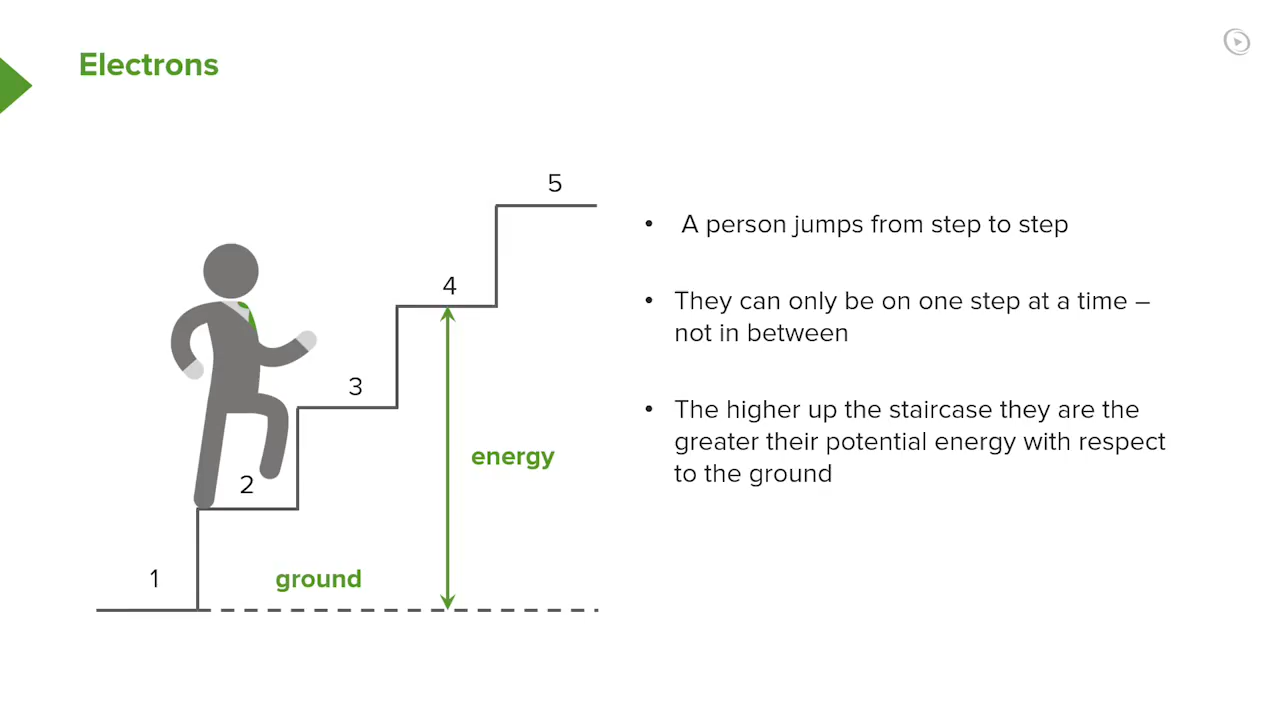 Electrons
5
4
3
2
1
energy
ground
• A person jumps from step to step
• They can only be on one step at a time –
not in between
• The higher up the staircase they are the
greater their potential energy with respect
to the ground